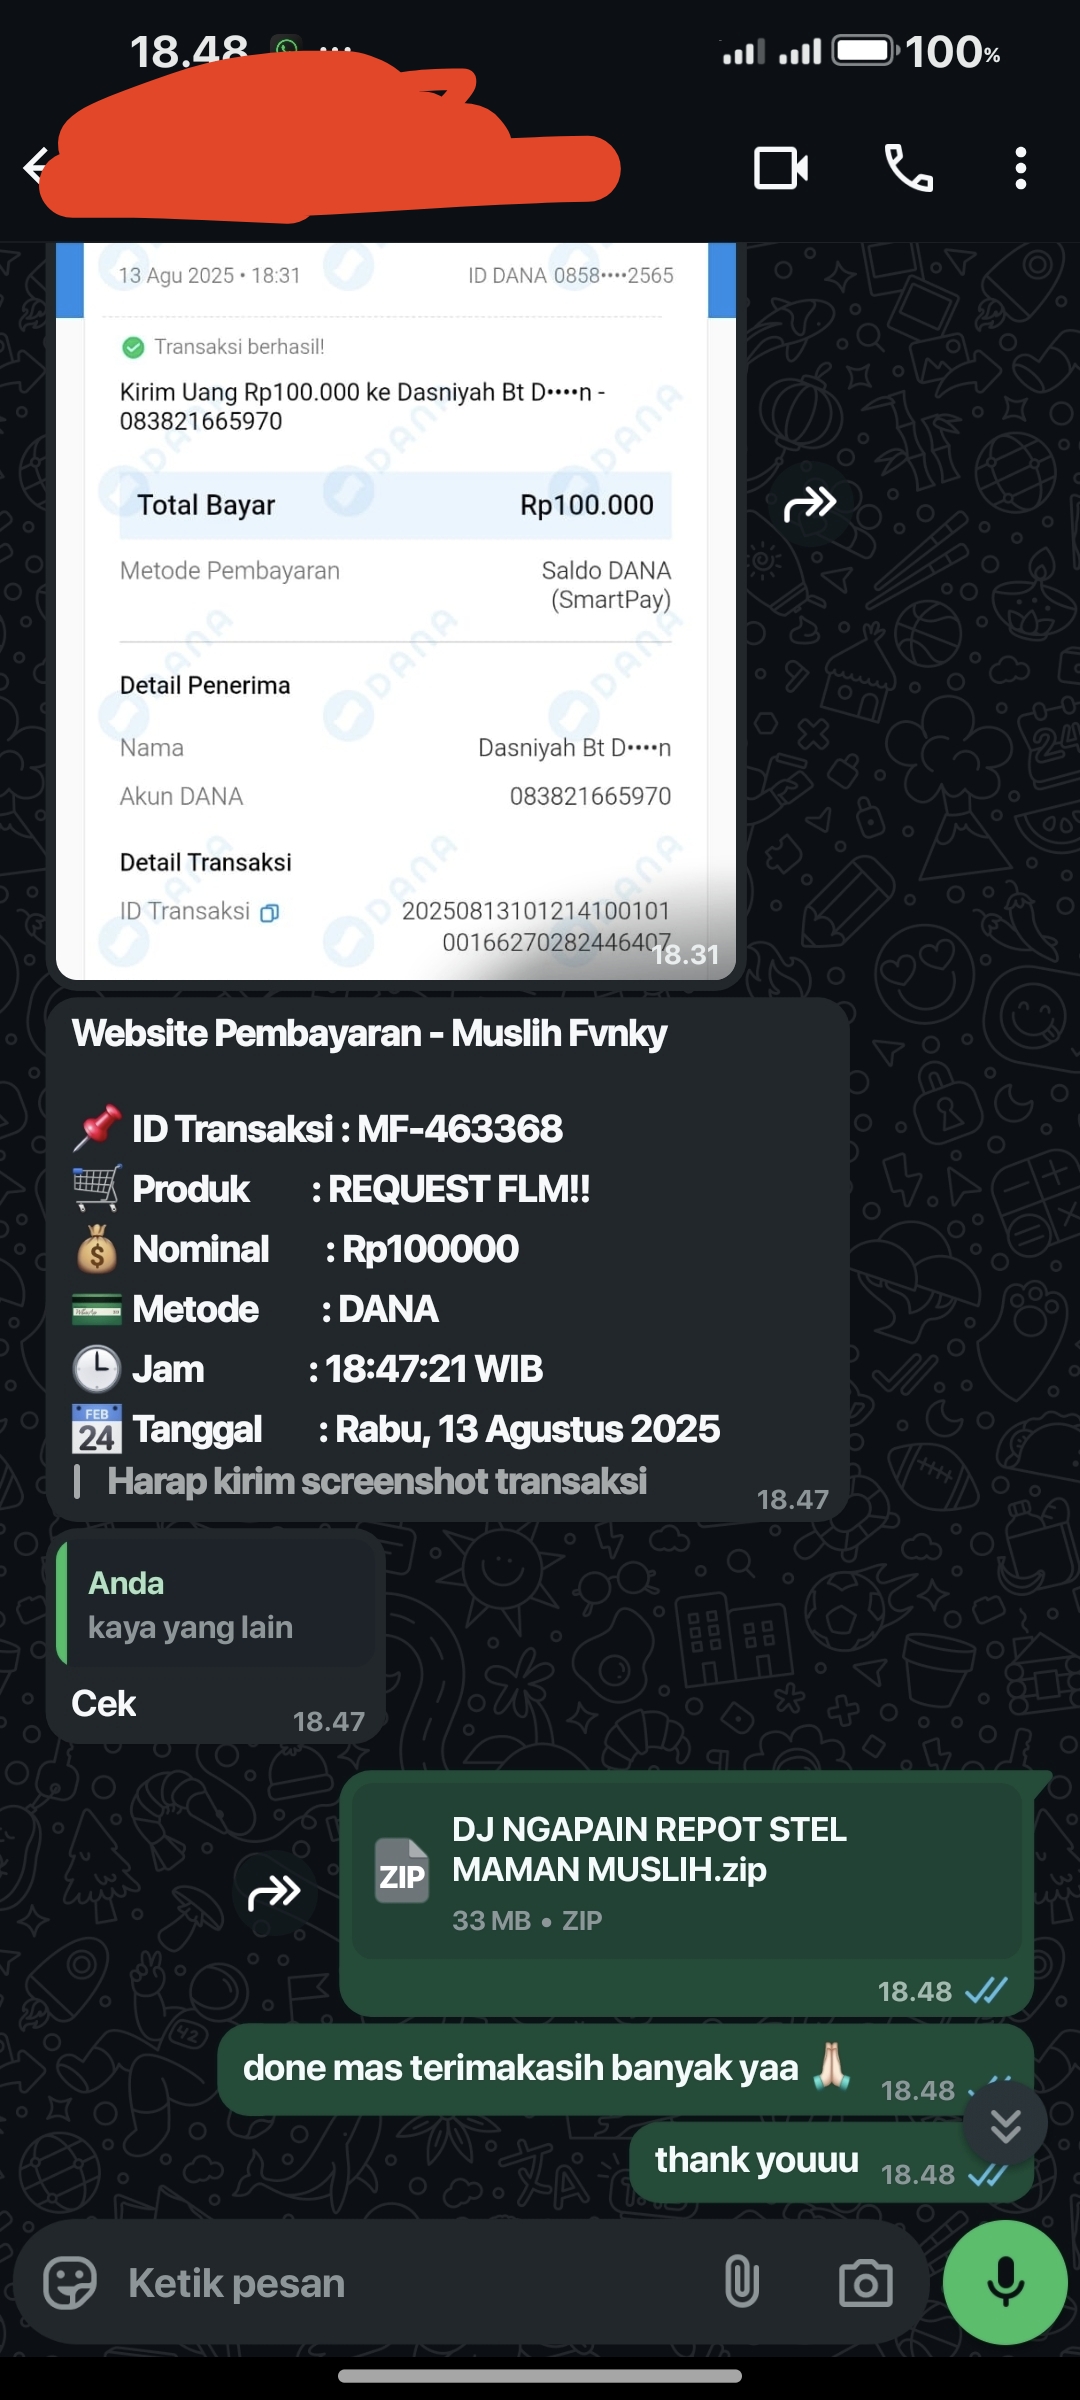 18.48
100%
13 Agu 2025 • 18:31 ID DANA 0858••••2565
Transaksi berhasil!
Kirim Uang Rp100.000 ke Dasniyah Bt D••••n -
083821665970
Total Bayar Rp100.000
Metode Pembayaran Saldo DANA
(SmartPay)
Detail Penerima
Nama Dasniyah Bt D••••n
Akun DANA 083821665970
Detail Transaksi
ID Transaksi 20250813101214100101
00166270282446407
18.31
Website Pembayaran - Muslih Fvnky
📌 ID Transaksi : MF-463368
🛒 Produk : REQUEST FLM!!
💰 Nominal : Rp100000
💳 Metode : DANA
🕒 Jam : 18:47:21 WIB
📆 Tanggal : Rabu, 13 Agustus 2025
Harap kirim screenshot transaksi
18.47
Anda
kaya yang lain
Cek
18.47
ZIP
DJ NGAPAIN REPOT STEL
MAMAN MUSLIH.zip
33 MB • ZIP
18.48
done mas terimakasih banyak yaa 🙏🏻
18.48
thank youuu
18.48
Ketik pesan